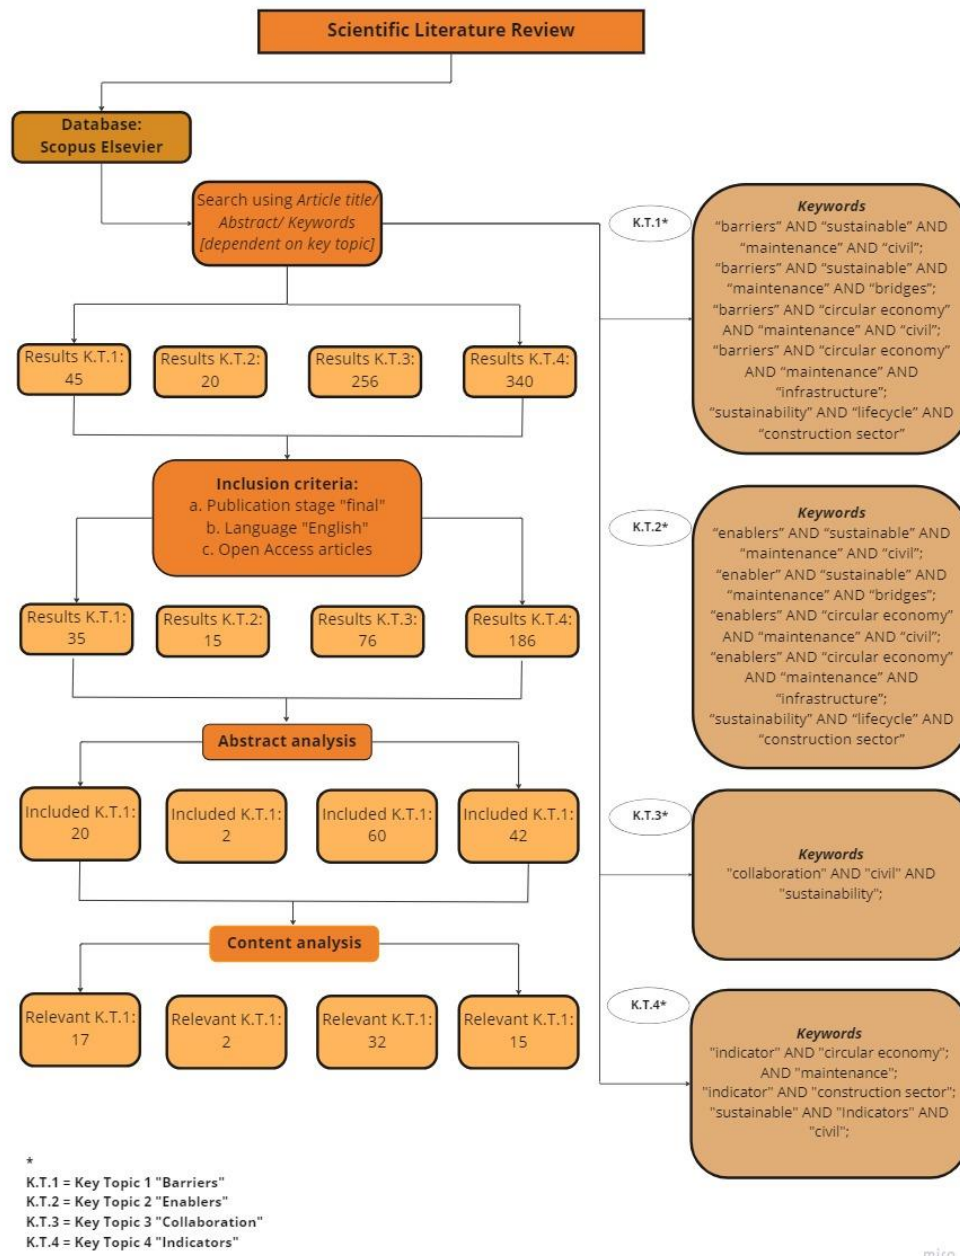 Scientific Literature Review
Database:
Scopus Elsevier
Search using Article title/
Abstract/ Keywords
[dependent on key topic]
Results K.T.1:
45
Results K.T.2:
20
Results K.T.3:
256
Results K.T.4:
340
Inclusion criteria:
a. Publication stage "final"
b. Language "English"
c. Open Access articles
Results K.T.1:
35
Results K.T.2:
15
Results K.T.3:
76
Results K.T.4:
186
Abstract analysis
Included K.T.1:
20
Included K.T.1:
2
Included K.T.1:
60
Included K.T.1:
42
Content analysis
Relevant K.T.1:
17
Relevant K.T.1:
2
Relevant K.T.1:
32
Relevant K.T.1:
15
K.T.1*
Keywords
“barriers” AND “sustainable” AND
“maintenance” AND “civil”;
“barriers” AND “sustainable” AND
“maintenance” AND “bridges”;
“barriers” AND “circular economy”
AND “maintenance” AND “civil”;
“barriers” AND “circular economy”
AND “maintenance” AND
“infrastructure”;
“sustainability” AND “lifecycle” AND
“construction sector”
K.T.2*
Keywords
“enablers” AND “sustainable” AND
“maintenance” AND “civil”;
“enabler” AND “sustainable” AND
“maintenance” AND “bridges”;
“enablers” AND “circular economy”
AND “maintenance” AND “civil”;
“enablers” AND “circular economy”
AND “maintenance” AND
“infrastructure”;
“sustainability” AND “lifecycle” AND
“construction sector”
K.T.3*
Keywords
"collaboration" AND "civil" AND
"sustainability";
K.T.4*
Keywords
"indicator" AND "circular economy";
AND "maintenance";
"indicator" AND "construction sector";
"sustainable" AND "Indicators" AND
"civil";
*
K.T.1 = Key Topic 1 "Barriers"
K.T.2 = Key Topic 2 "Enablers"
K.T.3 = Key Topic 3 "Collaboration"
K.T.4 = Key Topic 4 "Indicators"
miro